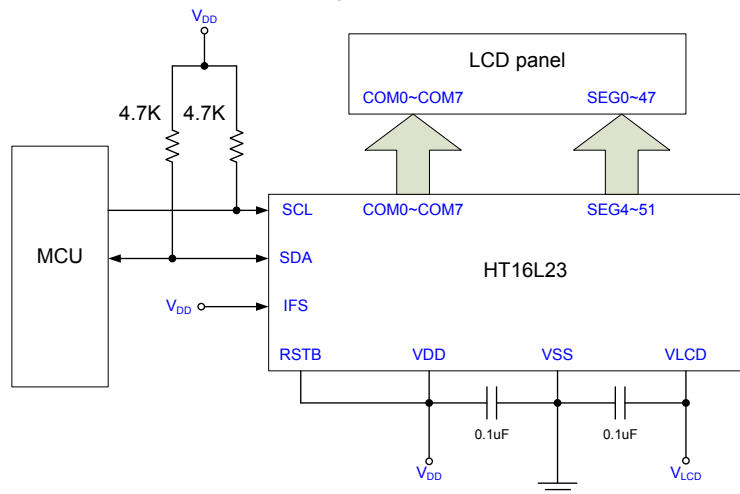 VDD
LCD panel
COM0~COM7 SEG0~47
4.7K 4.7K
SCL COM0~COM7 SEG4~51
MCU SDA HT16L23
VDD IFS
RSTB VDD VSS VLCD
0.1uF 0.1uF
VDD VLCD